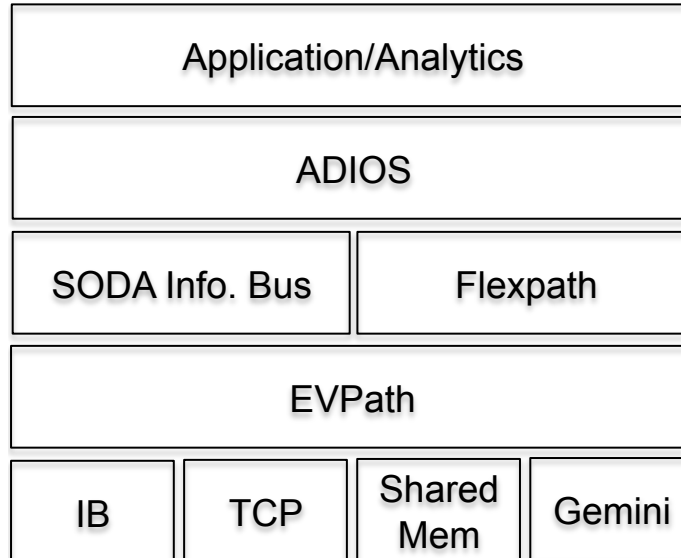 Application/Analytics
ADIOS
SODA Info. Bus
Flexpath
EVPath
IB
TCP
Shared
Mem
Gemini